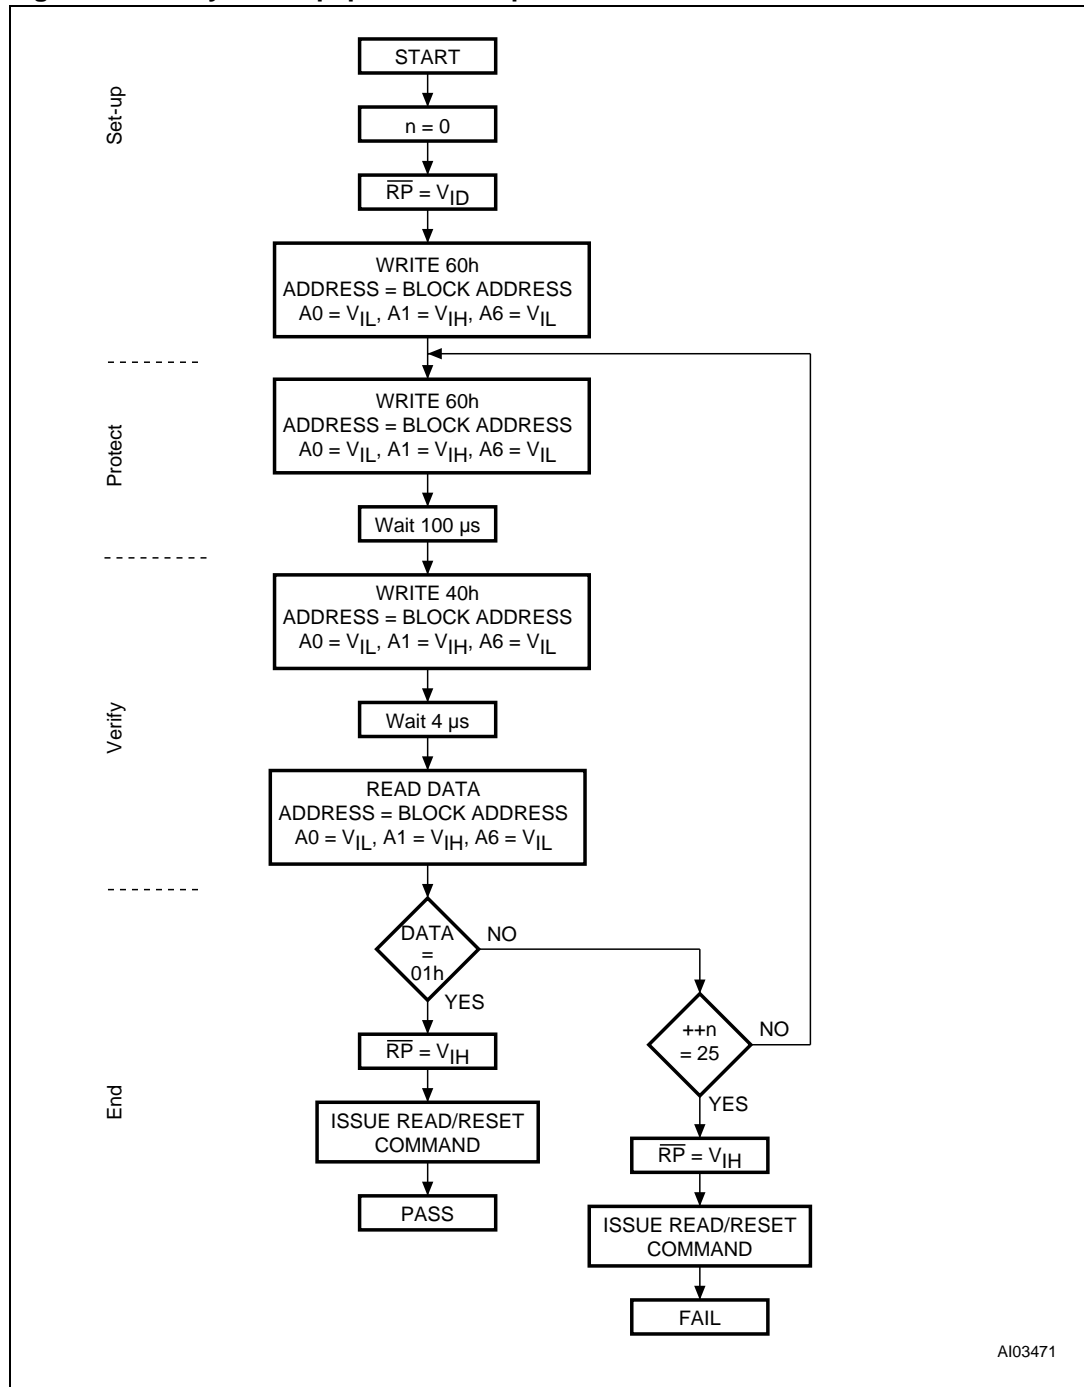 Set-up
START
n = 0
RP = VID
WRITE 60h
ADDRESS = BLOCK ADDRESS
A0 = VIL, A1 = VIH, A6 = VIL
Protect
WRITE 60h
ADDRESS = BLOCK ADDRESS
A0 = VIL, A1 = VIH, A6 = VIL
Wait 100 µs
Verify
WRITE 40h
ADDRESS = BLOCK ADDRESS
A0 = VIL, A1 = VIH, A6 = VIL
Wait 4 µs
READ DATA
ADDRESS = BLOCK ADDRESS
A0 = VIL, A1 = VIH, A6 = VIL
End
DATA
=
01h
NO
YES
++n
= 25
NO
YES
RP = VIH
ISSUE READ/RESET
COMMAND
PASS
RP = VIH
ISSUE READ/RESET
COMMAND
FAIL
AI03471